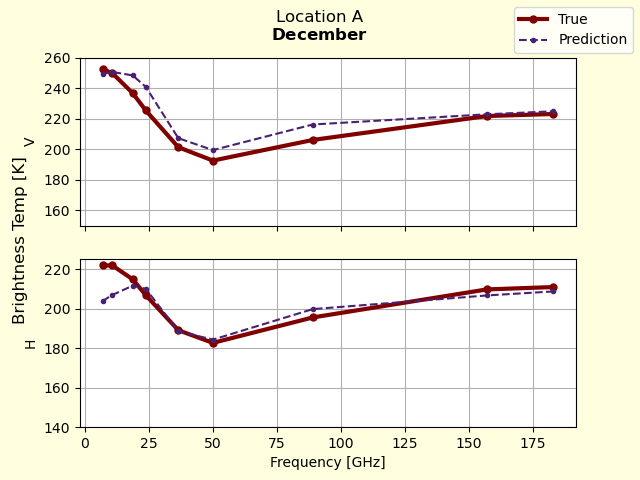 Location A
December
True
Prediction
260
240
220
200
180
160
V
Brightness Temp [K]
220
200
180
160
140
H
0 25 50 75 100 125 150 175
Frequency [GHz]